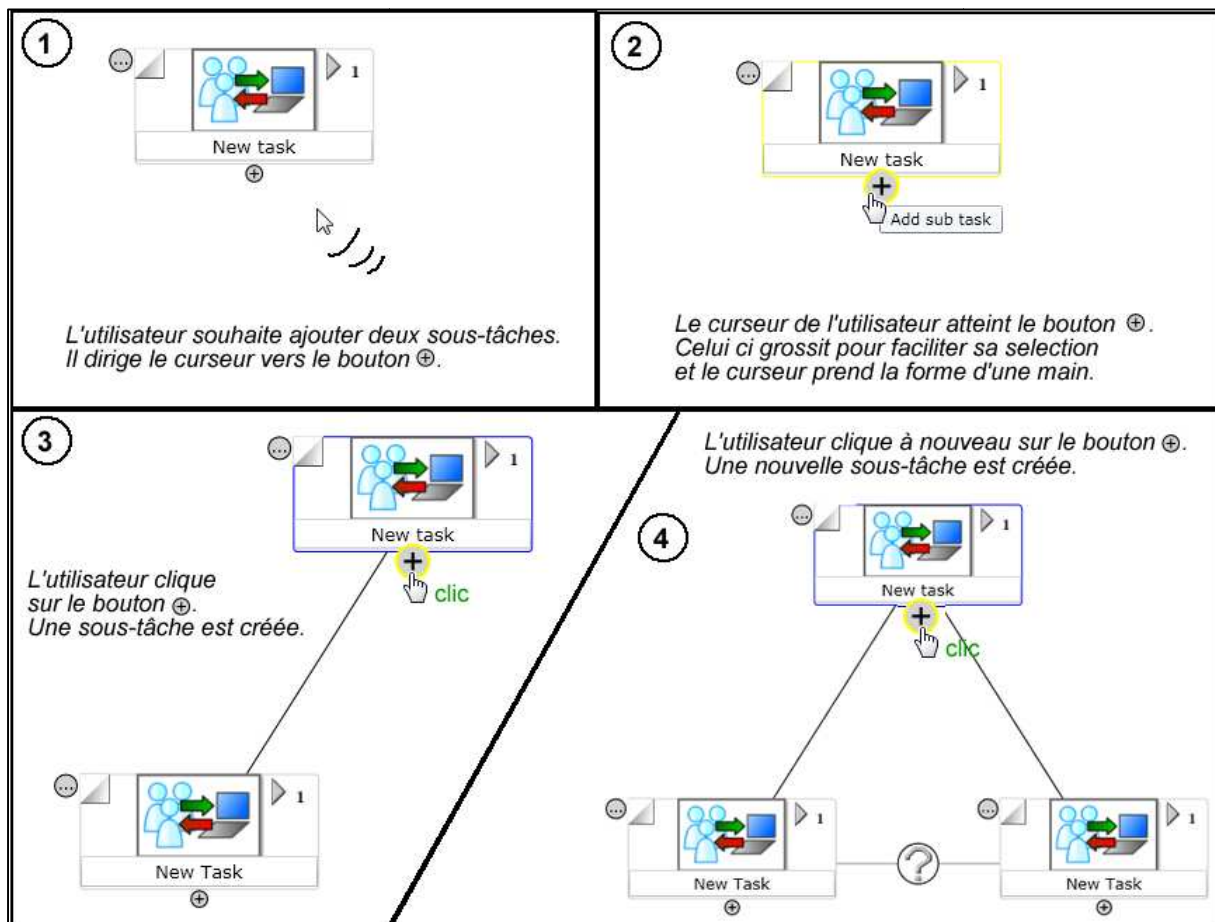 1
1
New task
L'utilisateur souhaite ajouter deux sous-tâches.
Il dirige le curseur vers le bouton ⊕.
2
1
New task
Add sub task
Le curseur de l'utilisateur atteint le bouton ⊕.
Celui ci grossit pour faciliter sa selection
et le curseur prend la forme d'une main.
3
1
New task
clic
L'utilisateur clique
sur le bouton ⊕.
Une sous-tâche est créée.
1
New Task
L'utilisateur clique à nouveau sur le bouton ⊕.
Une nouvelle sous-tâche est créée.
4
1
New task
clic
1
New Task
?
1
New Task